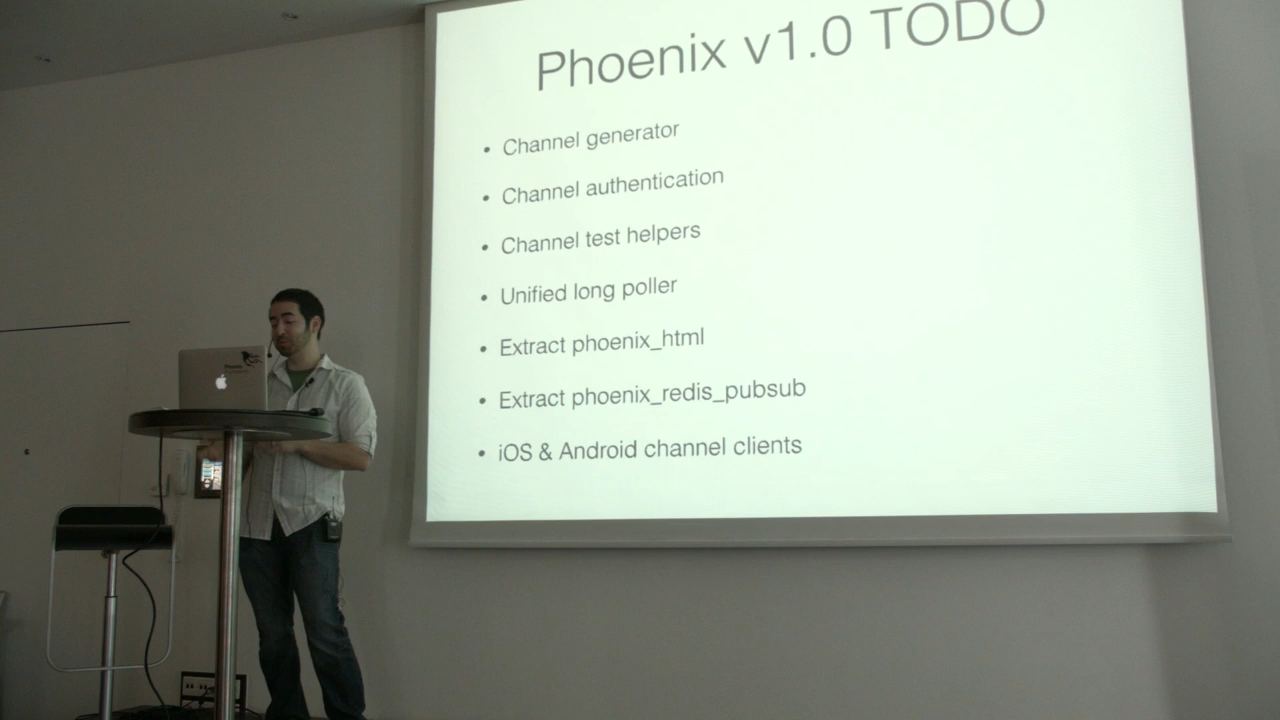 Phoenix v1.0 TODO
• Channel generator
• Channel authentication
• Channel test helpers
• Unified long poller
• Extract phoenix_html
• Extract phoenix_redis_pubsub
• iOS & Android channel clients
Phoenix